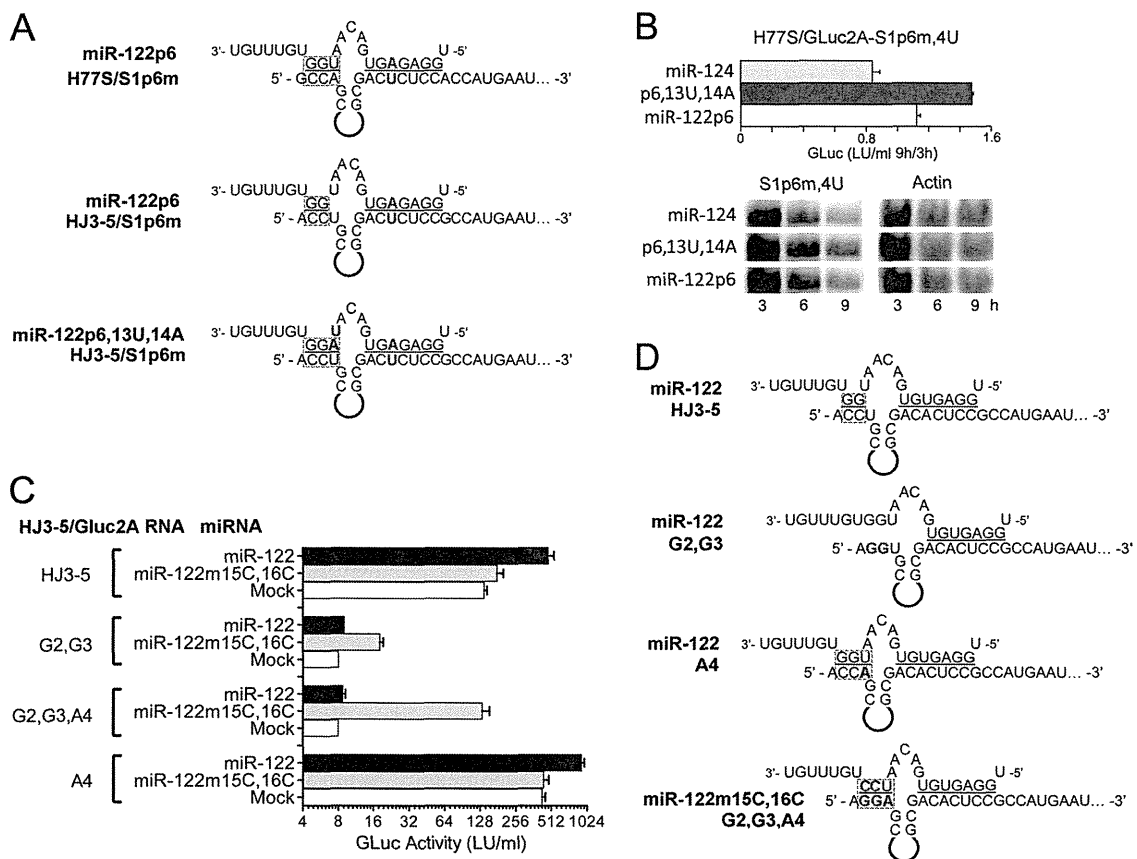 A
miR-122p6
H77S/S1p6m
3'- UGUUUGU
GGU
A
A
C
A
G
UGAGAGG
U -5'
5' - GCCA
GACUCUCCACCAUGAAU... -3'
G C
C G
miR-122p6
HJ3-5/S1p6m
3'- UGUUUGU
GG
U
A
A
C
A
G
UGAGAGG
U -5'
5' - ACCU
GACUCUCCGCCAUGAAU... -3'
G C
C G
miR-122p6,13U,14A
HJ3-5/S1p6m
3'- UGUUUGU
GGA
U
A
C
A
G
UGAGAGG
U -5'
5' - ACCU
GACUCUCCGCCAUGAAU... -3'
G C
C G
B
H77S/GLuc2A-S1p6m,4U
miR-124
p6,13U,14A
miR-122p6
0 0.8 1.6
GLuc (LU/ml 9h/3h)
S1p6m,4U Actin
miR-124
p6,13U,14A
miR-122p6
3 6 9 3 6 9 h
C
HJ3-5/Gluc2A RNA miRNA
HJ3-5
miR-122
miR-122m15C,16C
Mock
G2,G3
miR-122
miR-122m15C,16C
Mock
G2,G3,A4
miR-122
miR-122m15C,16C
Mock
A4
miR-122
miR-122m15C,16C
Mock
4 8 16 32 64 128 256 512 1024
GLuc Activity (LU/ml)
D
miR-122
HJ3-5
3'- UGUUUGU
GG
U
A
A
C
A
G
UGUGAGG
U -5'
5' - ACCU
GACACUCCGCCAUGAAU... -3'
G C
C G
miR-122
G2,G3
3'- UGUUUGUGGU
A
A
C
A
G
UGUGAGG
U -5'
5' - AGGU
GACACUCCGCCAUGAAU... -3'
G C
C G
miR-122
A4
3'- UGUUUGU
GGU
A
A
C
A
G
UGUGAGG
U -5'
5' - ACCA
GACACUCCGCCAUGAAU... -3'
G C
C G
miR-122m15C,16C
G2,G3,A4
3'- UGUUUGU
CCU
A
A
C
A
G
UGUGAGG
U -5'
5' - AGGA
GACACUCCGCCAUGAAU... -3'
G C
C G